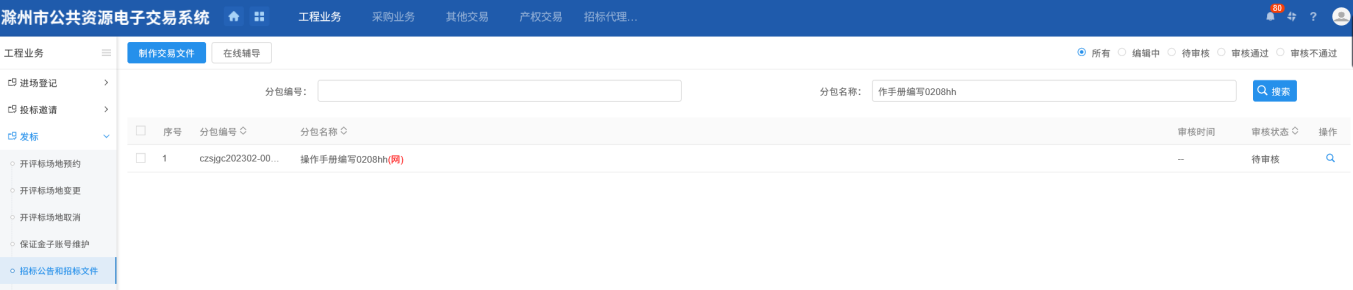 滁州市公共资源电子交易系统 工程业务 采购业务 其他交易 产权交易 招标代理... 80 ?
工程业务
制作交易文件 在线辅导 所有 编辑中 待审核 审核通过 审核不通过
进场登记
投标邀请
发标
开评标场地预约
开评标场地变更
开评标场地取消
保证金子账号维护
招标公告和招标文件
分包编号： 分包名称： 作手册编写0208hh 搜索
序号 分包编号 分包名称 审核时间 审核状态 操作
1 czsjgc202302-00... 操作手册编写0208hh(网) -- 待审核